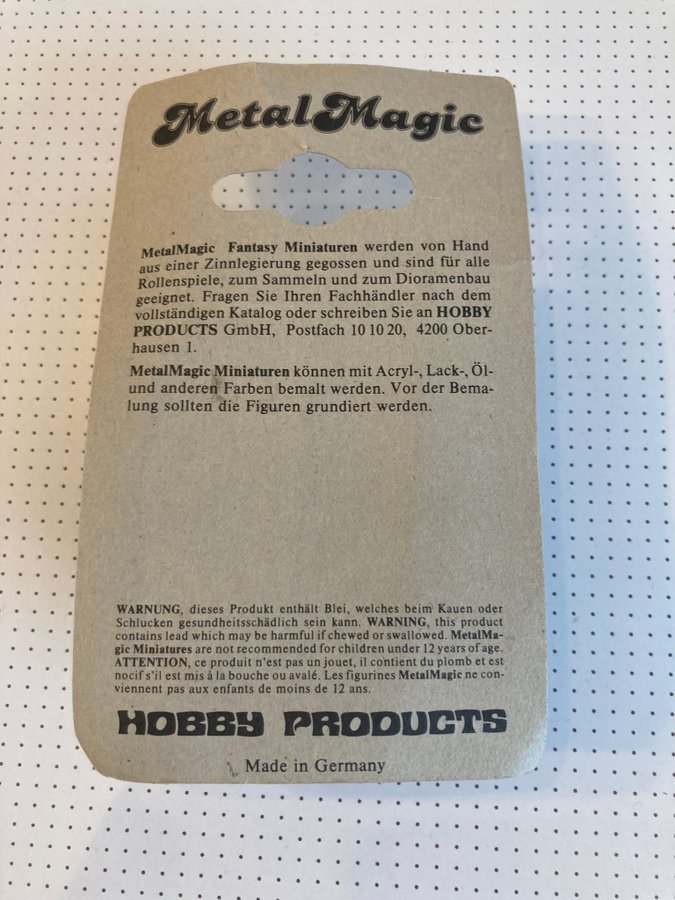 MetalMagic
MetalMagic Fantasy Miniaturen werden von Hand
aus einer Zinnlegierung gegossen und sind für alle
Rollenspiele, zum Sammeln und zum Dioramenbau
geeignet. Fragen Sie Ihren Fachhändler nach dem
vollständigen Katalog oder schreiben Sie an HOBBY
PRODUCTS GmbH, Postfach 10 10 20, 4200 Ober-
hausen 1.
MetalMagic Miniaturen können mit Acryl-, Lack-, Öl-
und anderen Farben bemalt werden. Vor der Bema-
lung sollten die Figuren grundiert werden.
WARNUNG, dieses Produkt enthält Blei, welches beim Kauen oder
Schlucken gesundheitsschädlich sein kann. WARNING, this product
contains lead which may be harmful if chewed or swallowed. MetalMa-
gic Miniatures are not recommended for children under 12 years of age.
ATTENTION, ce produit n'est pas un jouet, il contient du plomb et est
nocif s'il est mis à la bouche ou avalé. Les figurines MetalMagic ne con-
viennent pas aux enfants de moins de 12 ans.
HOBBY PRODUCTS
Made in Germany